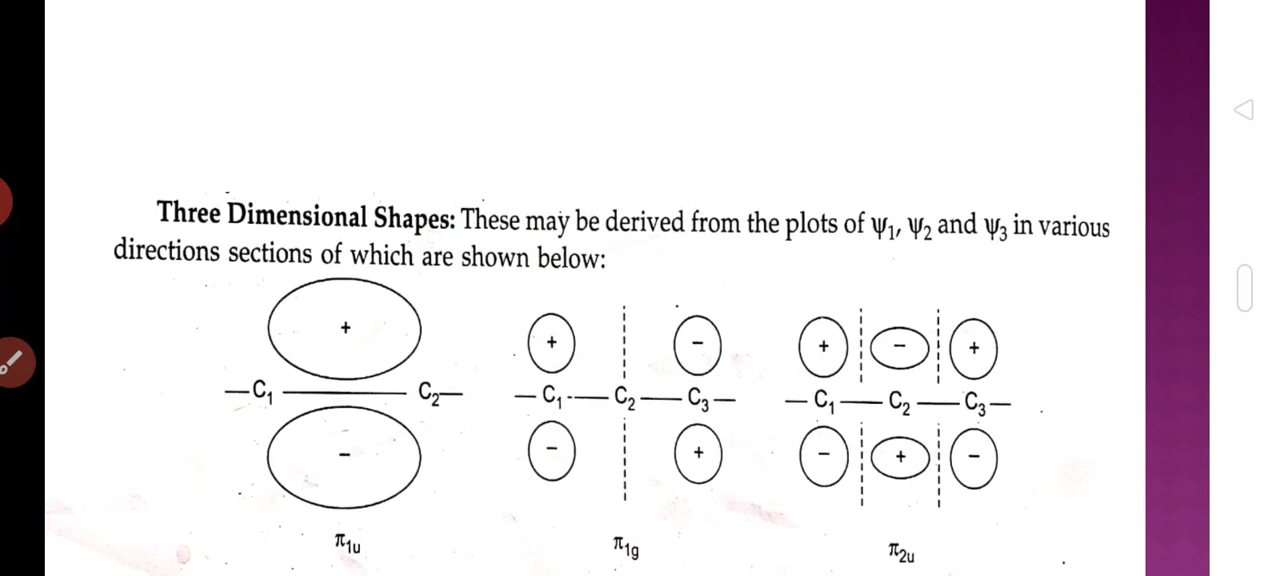 Three Dimensional Shapes: These may be derived from the plots of ψ₁, ψ₂ and ψ₃ in various
directions sections of which are shown below:
+ + - + - +
—C₁ —— C₂— — C₁ —— C₂ —— C₃ — — C₁ —— C₂ —— C₃ —
- - + - + -
π₁u π₁g π₂u